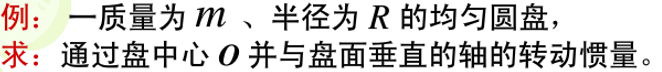 例： 一质量为 m 、半径为 R 的均匀圆盘，
求：通过盘中心 O 并与盘面垂直的轴的转动惯量。